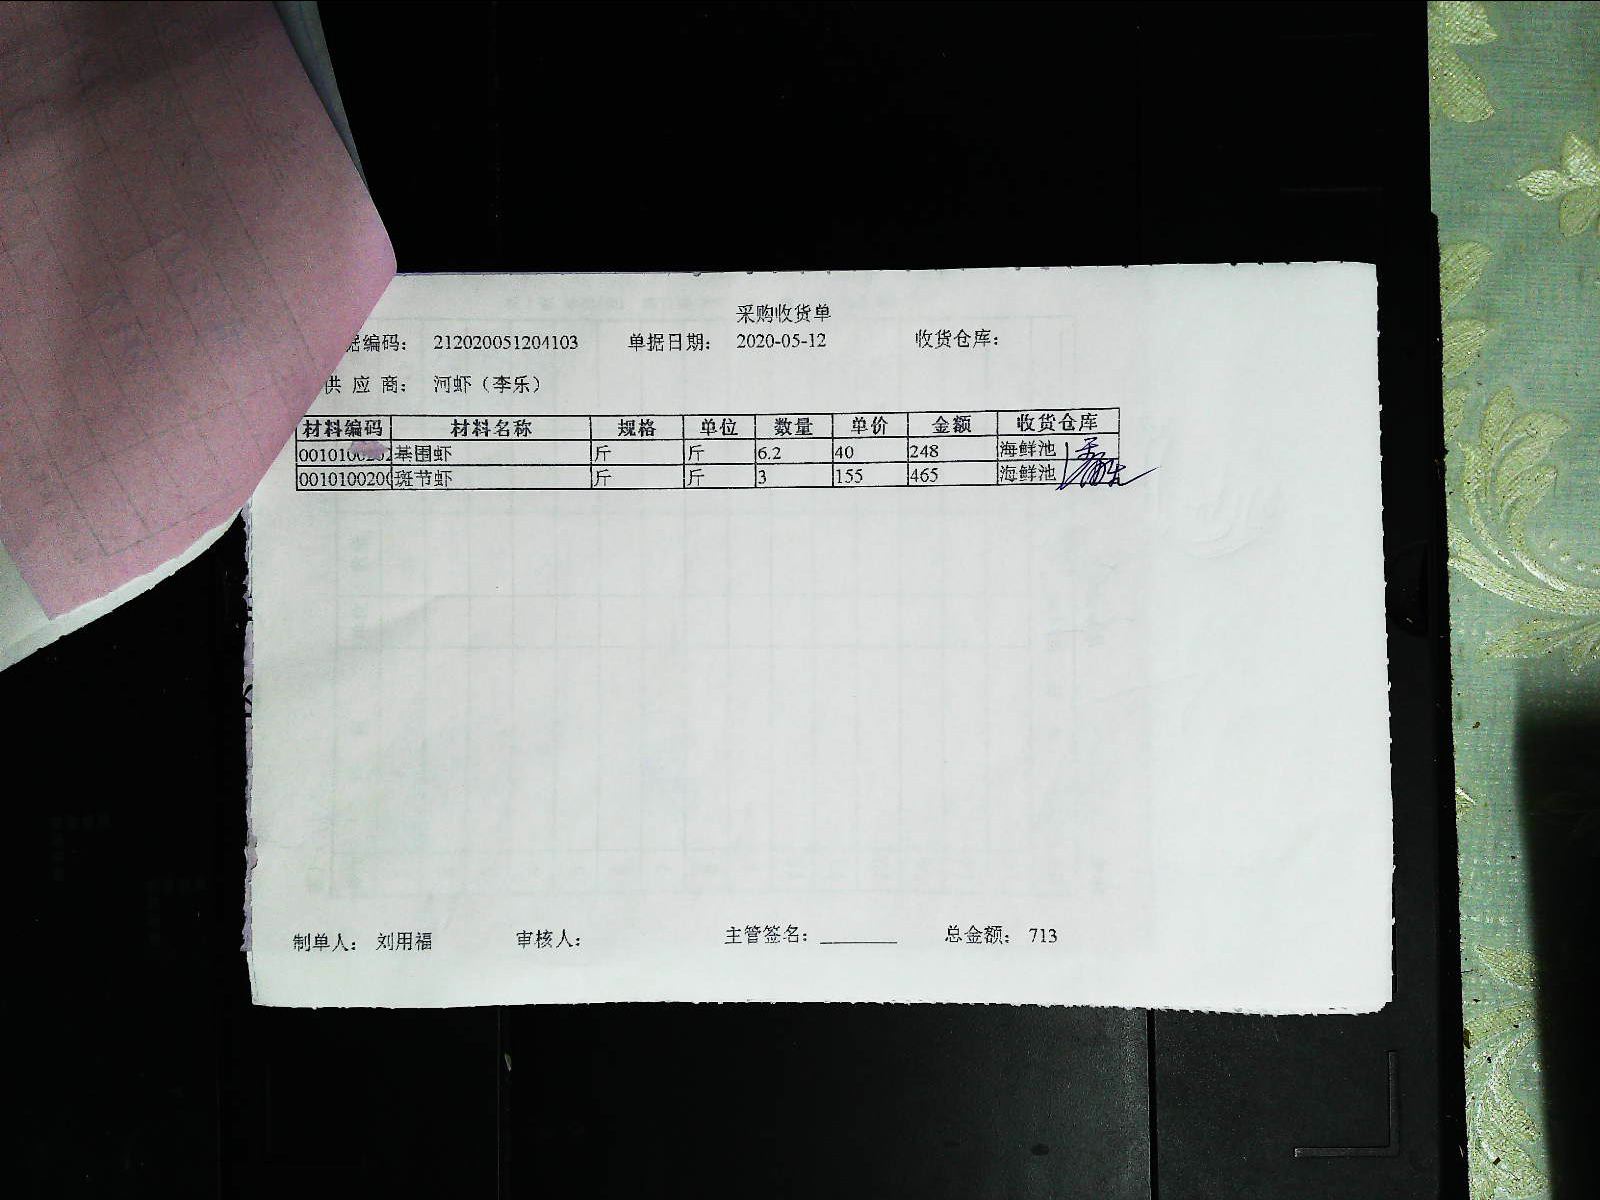 采购收货单
据编码： 212020051204103 单据日期： 2020-05-12 收货仓库：
供 应 商： 河虾（李乐）
材料编码 材料名称 规格 单位 数量 单价 金额 收货仓库
基围虾 斤 斤 6.2 40 248 海鲜池
0010100200 斑节虾 斤 斤 3 155 465 海鲜池
制单人： 刘用福 审核人： 主管签名：________ 总金额： 713